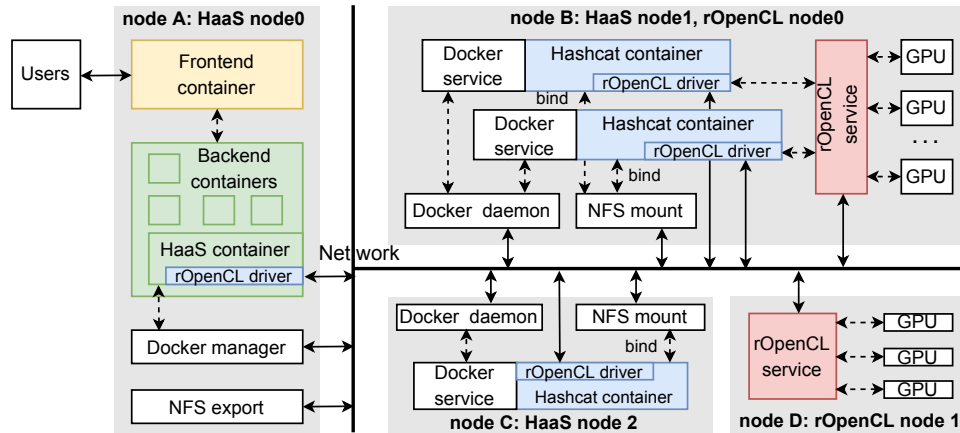 node A: HaaS node0
Users
Frontend
container
Backend
containers
HaaS container
rOpenCL driver
Docker manager
NFS export
Network
node B: HaaS node1, rOpenCL node0
Docker
service
Hashcat container
rOpenCL driver
bind
Docker
service
Hashcat container
rOpenCL driver
bind
Docker daemon
NFS mount
rOpenCL
service
GPU
GPU
. . .
GPU
Docker daemon
NFS mount
bind
Docker
service
rOpenCL driver
Hashcat container
node C: HaaS node 2
rOpenCL
service
GPU
GPU
GPU
node D: rOpenCL node 1